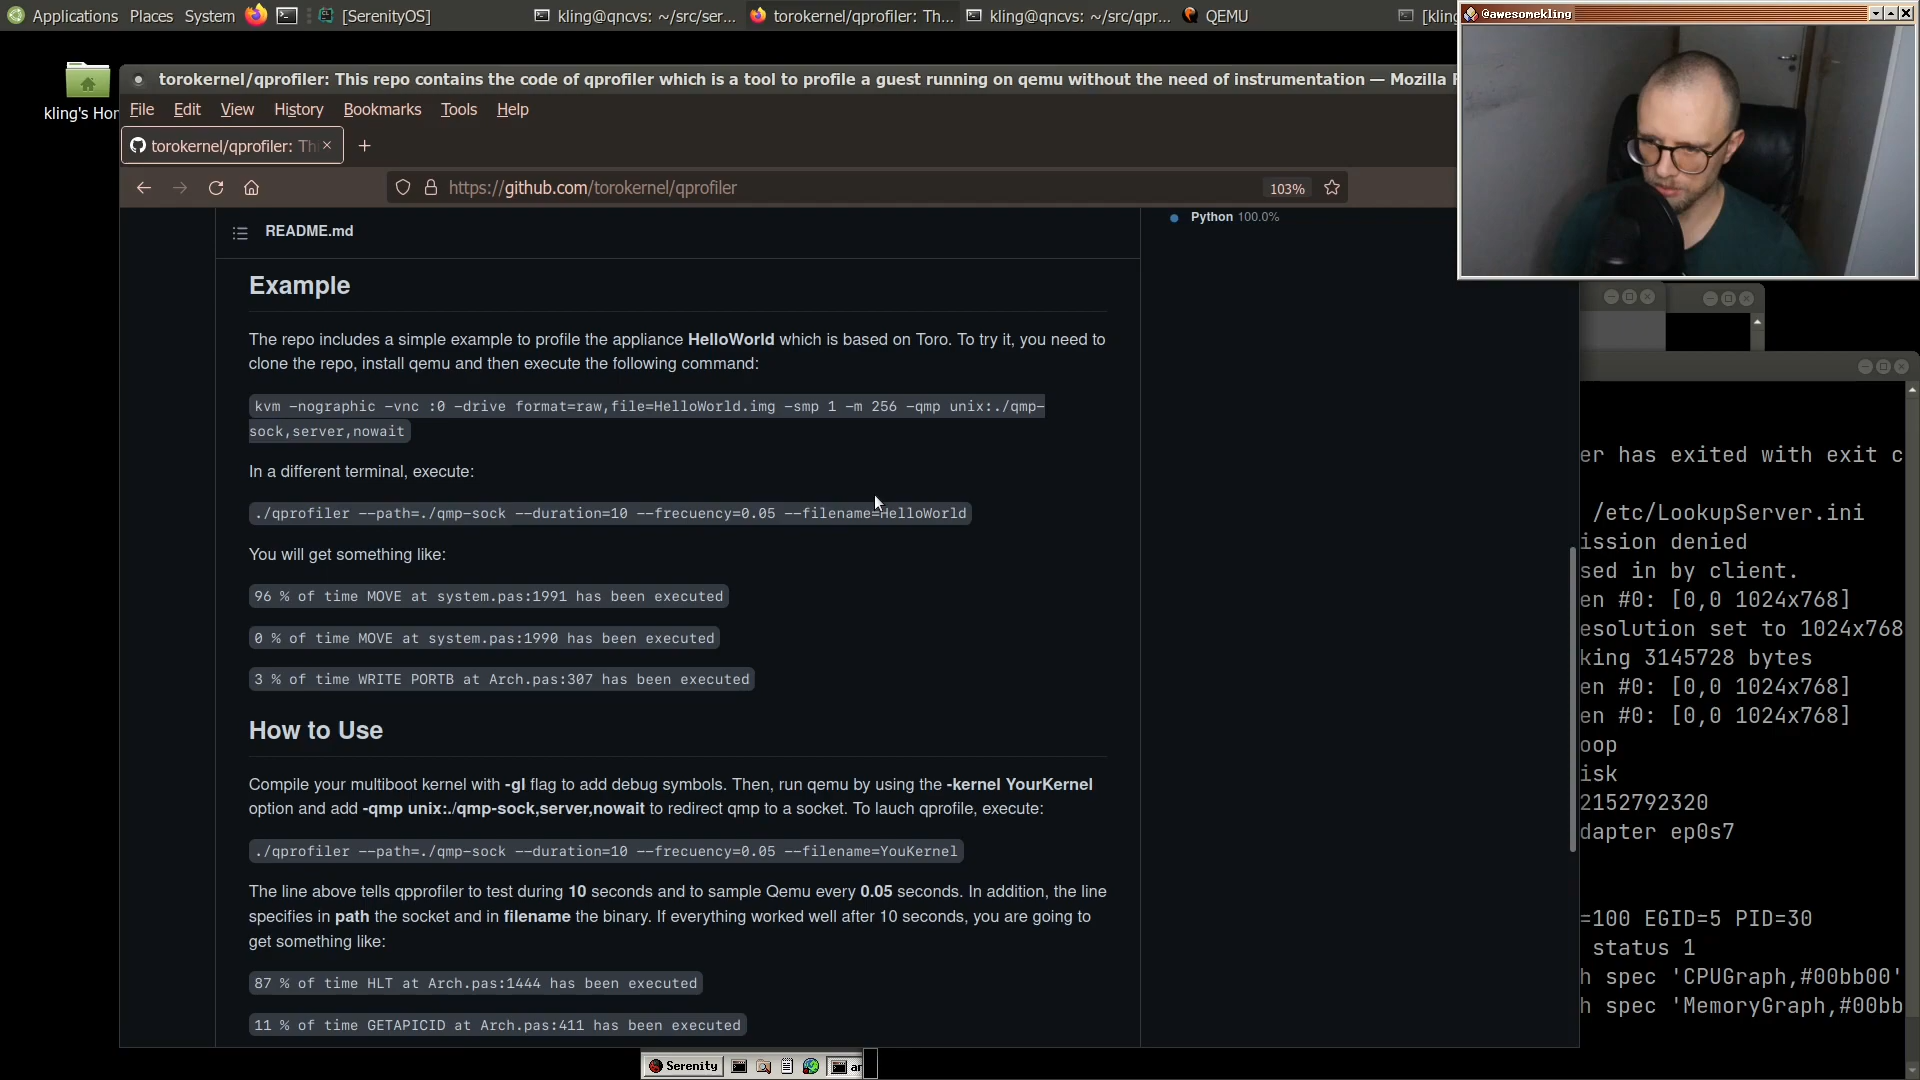 Applications Places System [SerenityOS] kling@qncvs: ~/src/ser... torokernel/qprofiler: Th... kling@qncvs: ~/src/qpr... QEMU [kling
@awesomekling
kling's Hor
torokernel/qprofiler: This repo contains the code of qprofiler which is a tool to profile a guest running on qemu without the need of instrumentation — Mozilla F
File Edit View History Bookmarks Tools Help
torokernel/qprofiler: Th
https://github.com/torokernel/qprofiler 103%
README.md
Python 100.0%
Example
The repo includes a simple example to profile the appliance HelloWorld which is based on Toro. To try it, you need to
clone the repo, install qemu and then execute the following command:
kvm -nographic -vnc :0 -drive format=raw,file=HelloWorld.img -smp 1 -m 256 -qmp unix:./qmp-
sock,server,nowait
In a different terminal, execute:
./qprofiler --path=./qmp-sock --duration=10 --frecuency=0.05 --filename=HelloWorld
You will get something like:
96 % of time MOVE at system.pas:1991 has been executed
0 % of time MOVE at system.pas:1990 has been executed
3 % of time WRITE PORTB at Arch.pas:307 has been executed
How to Use
Compile your multiboot kernel with -gl flag to add debug symbols. Then, run qemu by using the -kernel YourKernel
option and add -qmp unix:./qmp-sock,server,nowait to redirect qmp to a socket. To lauch qprofile, execute:
./qprofiler --path=./qmp-sock --duration=10 --frecuency=0.05 --filename=YouKernel
The line above tells qpprofiler to test during 10 seconds and to sample Qemu every 0.05 seconds. In addition, the line
specifies in path the socket and in filename the binary. If everything worked well after 10 seconds, you are going to
get something like:
87 % of time HLT at Arch.pas:1444 has been executed
11 % of time GETAPICID at Arch.pas:411 has been executed
er has exited with exit c
/etc/LookupServer.ini
ission denied
sed in by client.
en #0: [0,0 1024x768]
esolution set to 1024x768
king 3145728 bytes
en #0: [0,0 1024x768]
en #0: [0,0 1024x768]
oop
isk
2152792320
dapter ep0s7
=100 EGID=5 PID=30
status 1
h spec 'CPUGraph,#00bb00'
h spec 'MemoryGraph,#00bb
Serenity ar